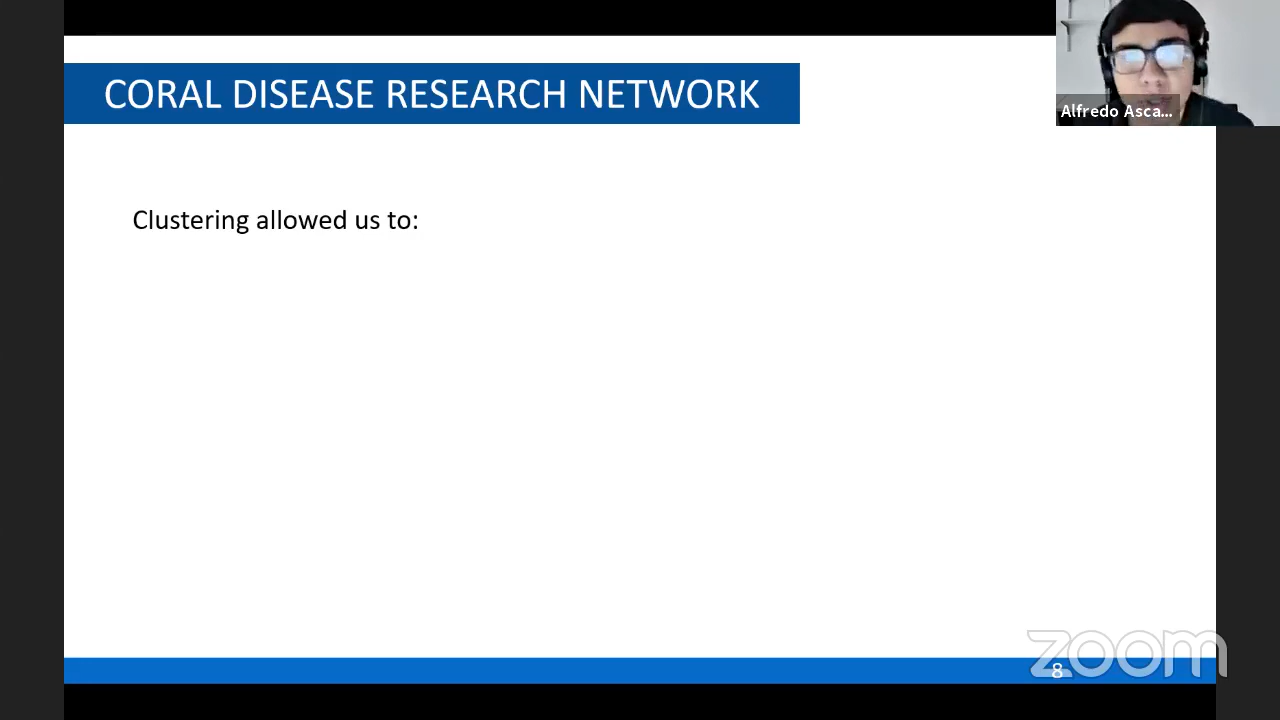 CORAL DISEASE RESEARCH NETWORK
Alfredo Asca...
Clustering allowed us to:
zoom
8